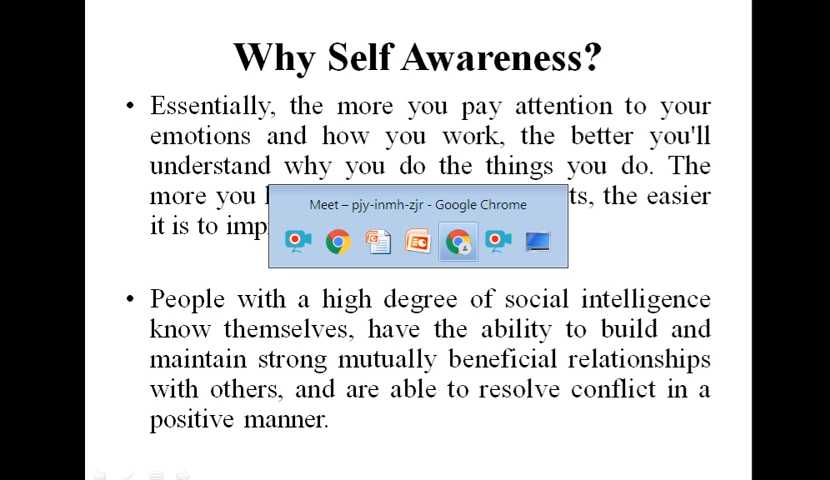 Why Self Awareness?
• Essentially, the more you pay attention to your
emotions and how you work, the better you'll
understand why you do the things you do. The
more you ts, the easier
it is to imp
Meet – pjy-inmh-zjr - Google Chrome
• People with a high degree of social intelligence
know themselves, have the ability to build and
maintain strong mutually beneficial relationships
with others, and are able to resolve conflict in a
positive manner.